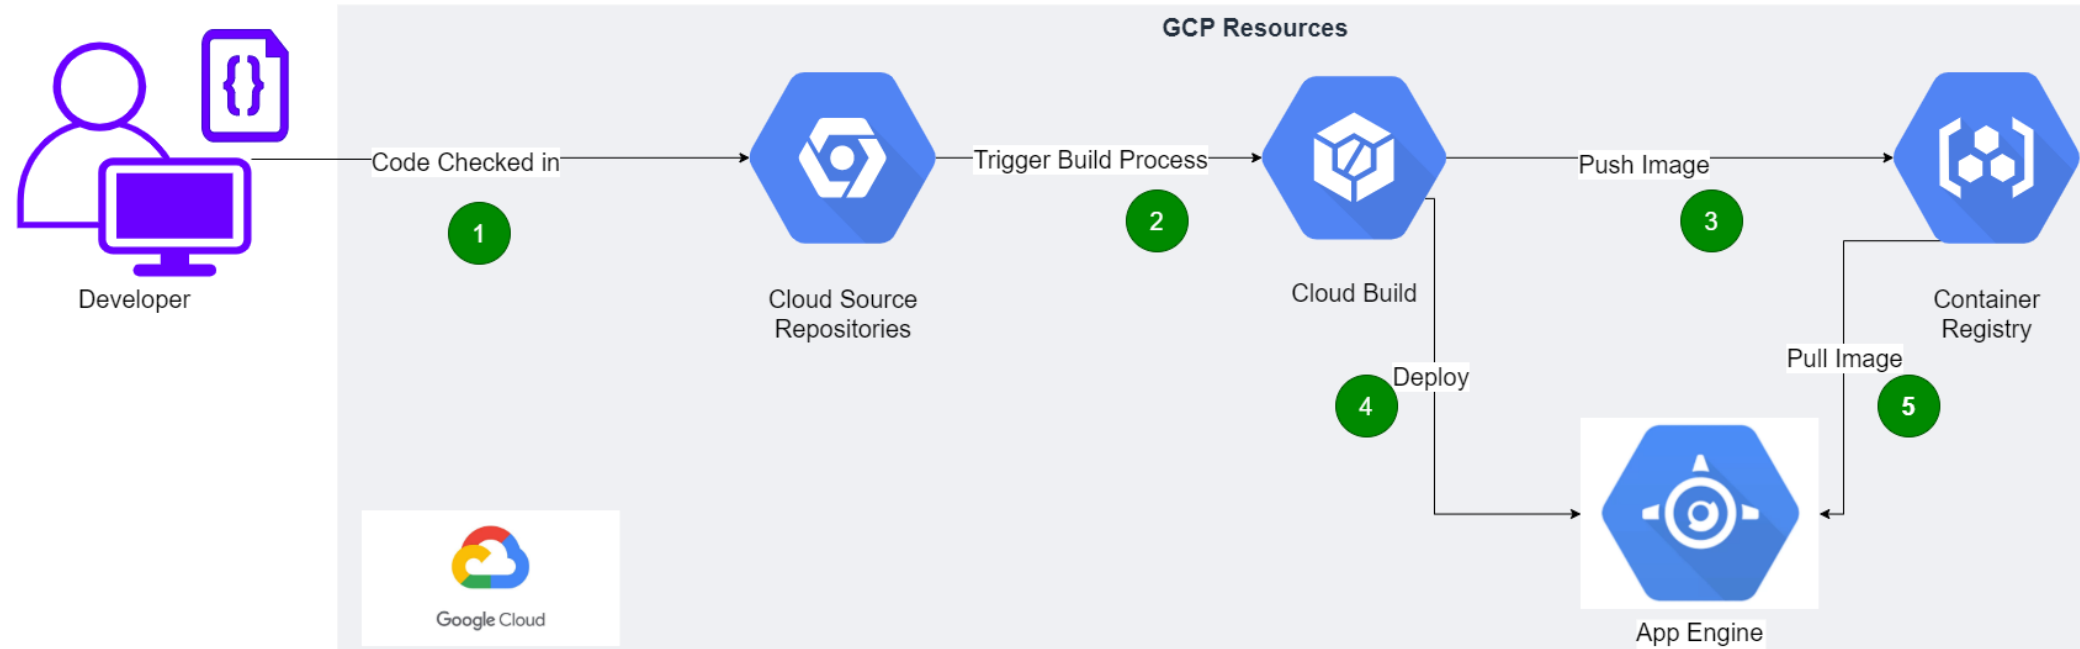 GCP Resources
{}
Code Checked in
Trigger Build Process
Push Image
1
2
3
Developer
Cloud Source
Repositories
Cloud Build
Container
Registry
Pull Image
Deploy
4
5
Google Cloud
App Engine